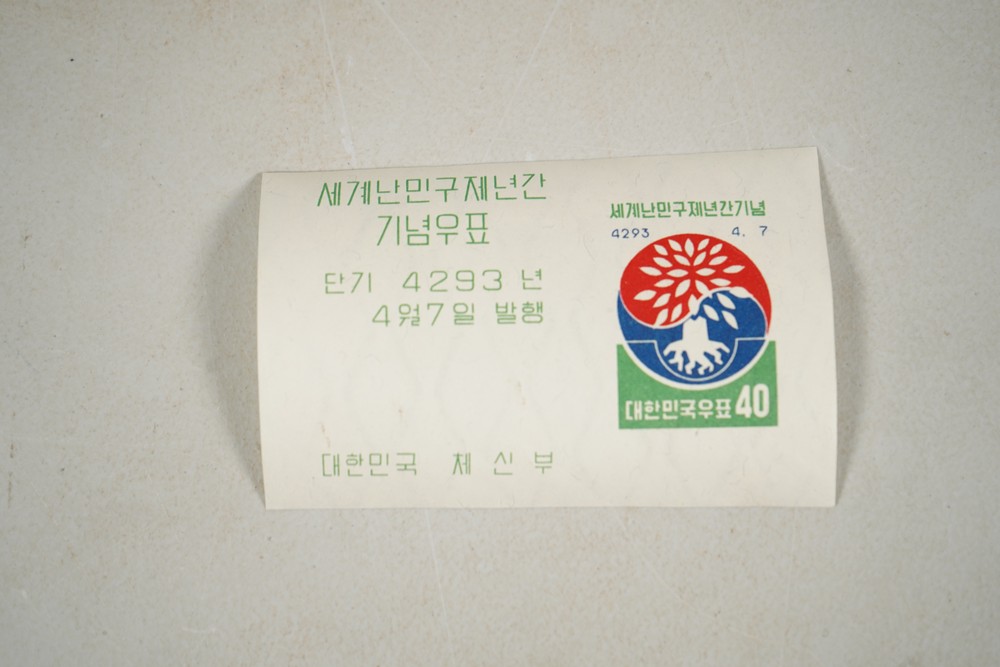 세계난민구제년간
기념우표
단기 4293 년
4월7일 발행
대한민국 체 신 부
세계난민구제년간기념
4293 4. 7
대한민국우표 40